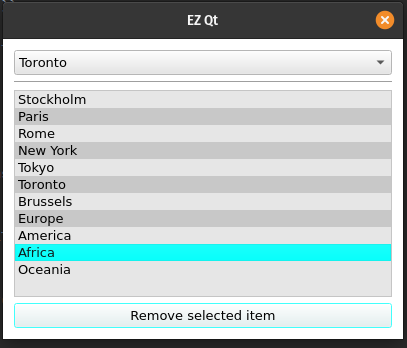 EZ Qt
Toronto
Stockholm
Paris
Rome
New York
Tokyo
Toronto
Brussels
Europe
America
Africa
Oceania
Remove selected item